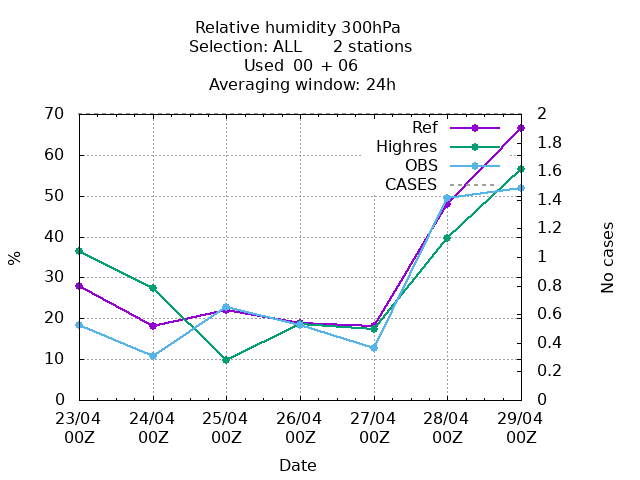 Relative humidity 300hPa
Selection: ALL 2 stations
Used 00 + 06
Averaging window: 24h
70
60
50
40
30
20
10
0
%
2
1.8
1.6
1.4
1.2
1
0.8
0.6
0.4
0.2
0
No cases
Ref
Highres
OBS
CASES
23/04 24/04 25/04 26/04 27/04 28/04 29/04
00Z 00Z 00Z 00Z 00Z 00Z 00Z
Date